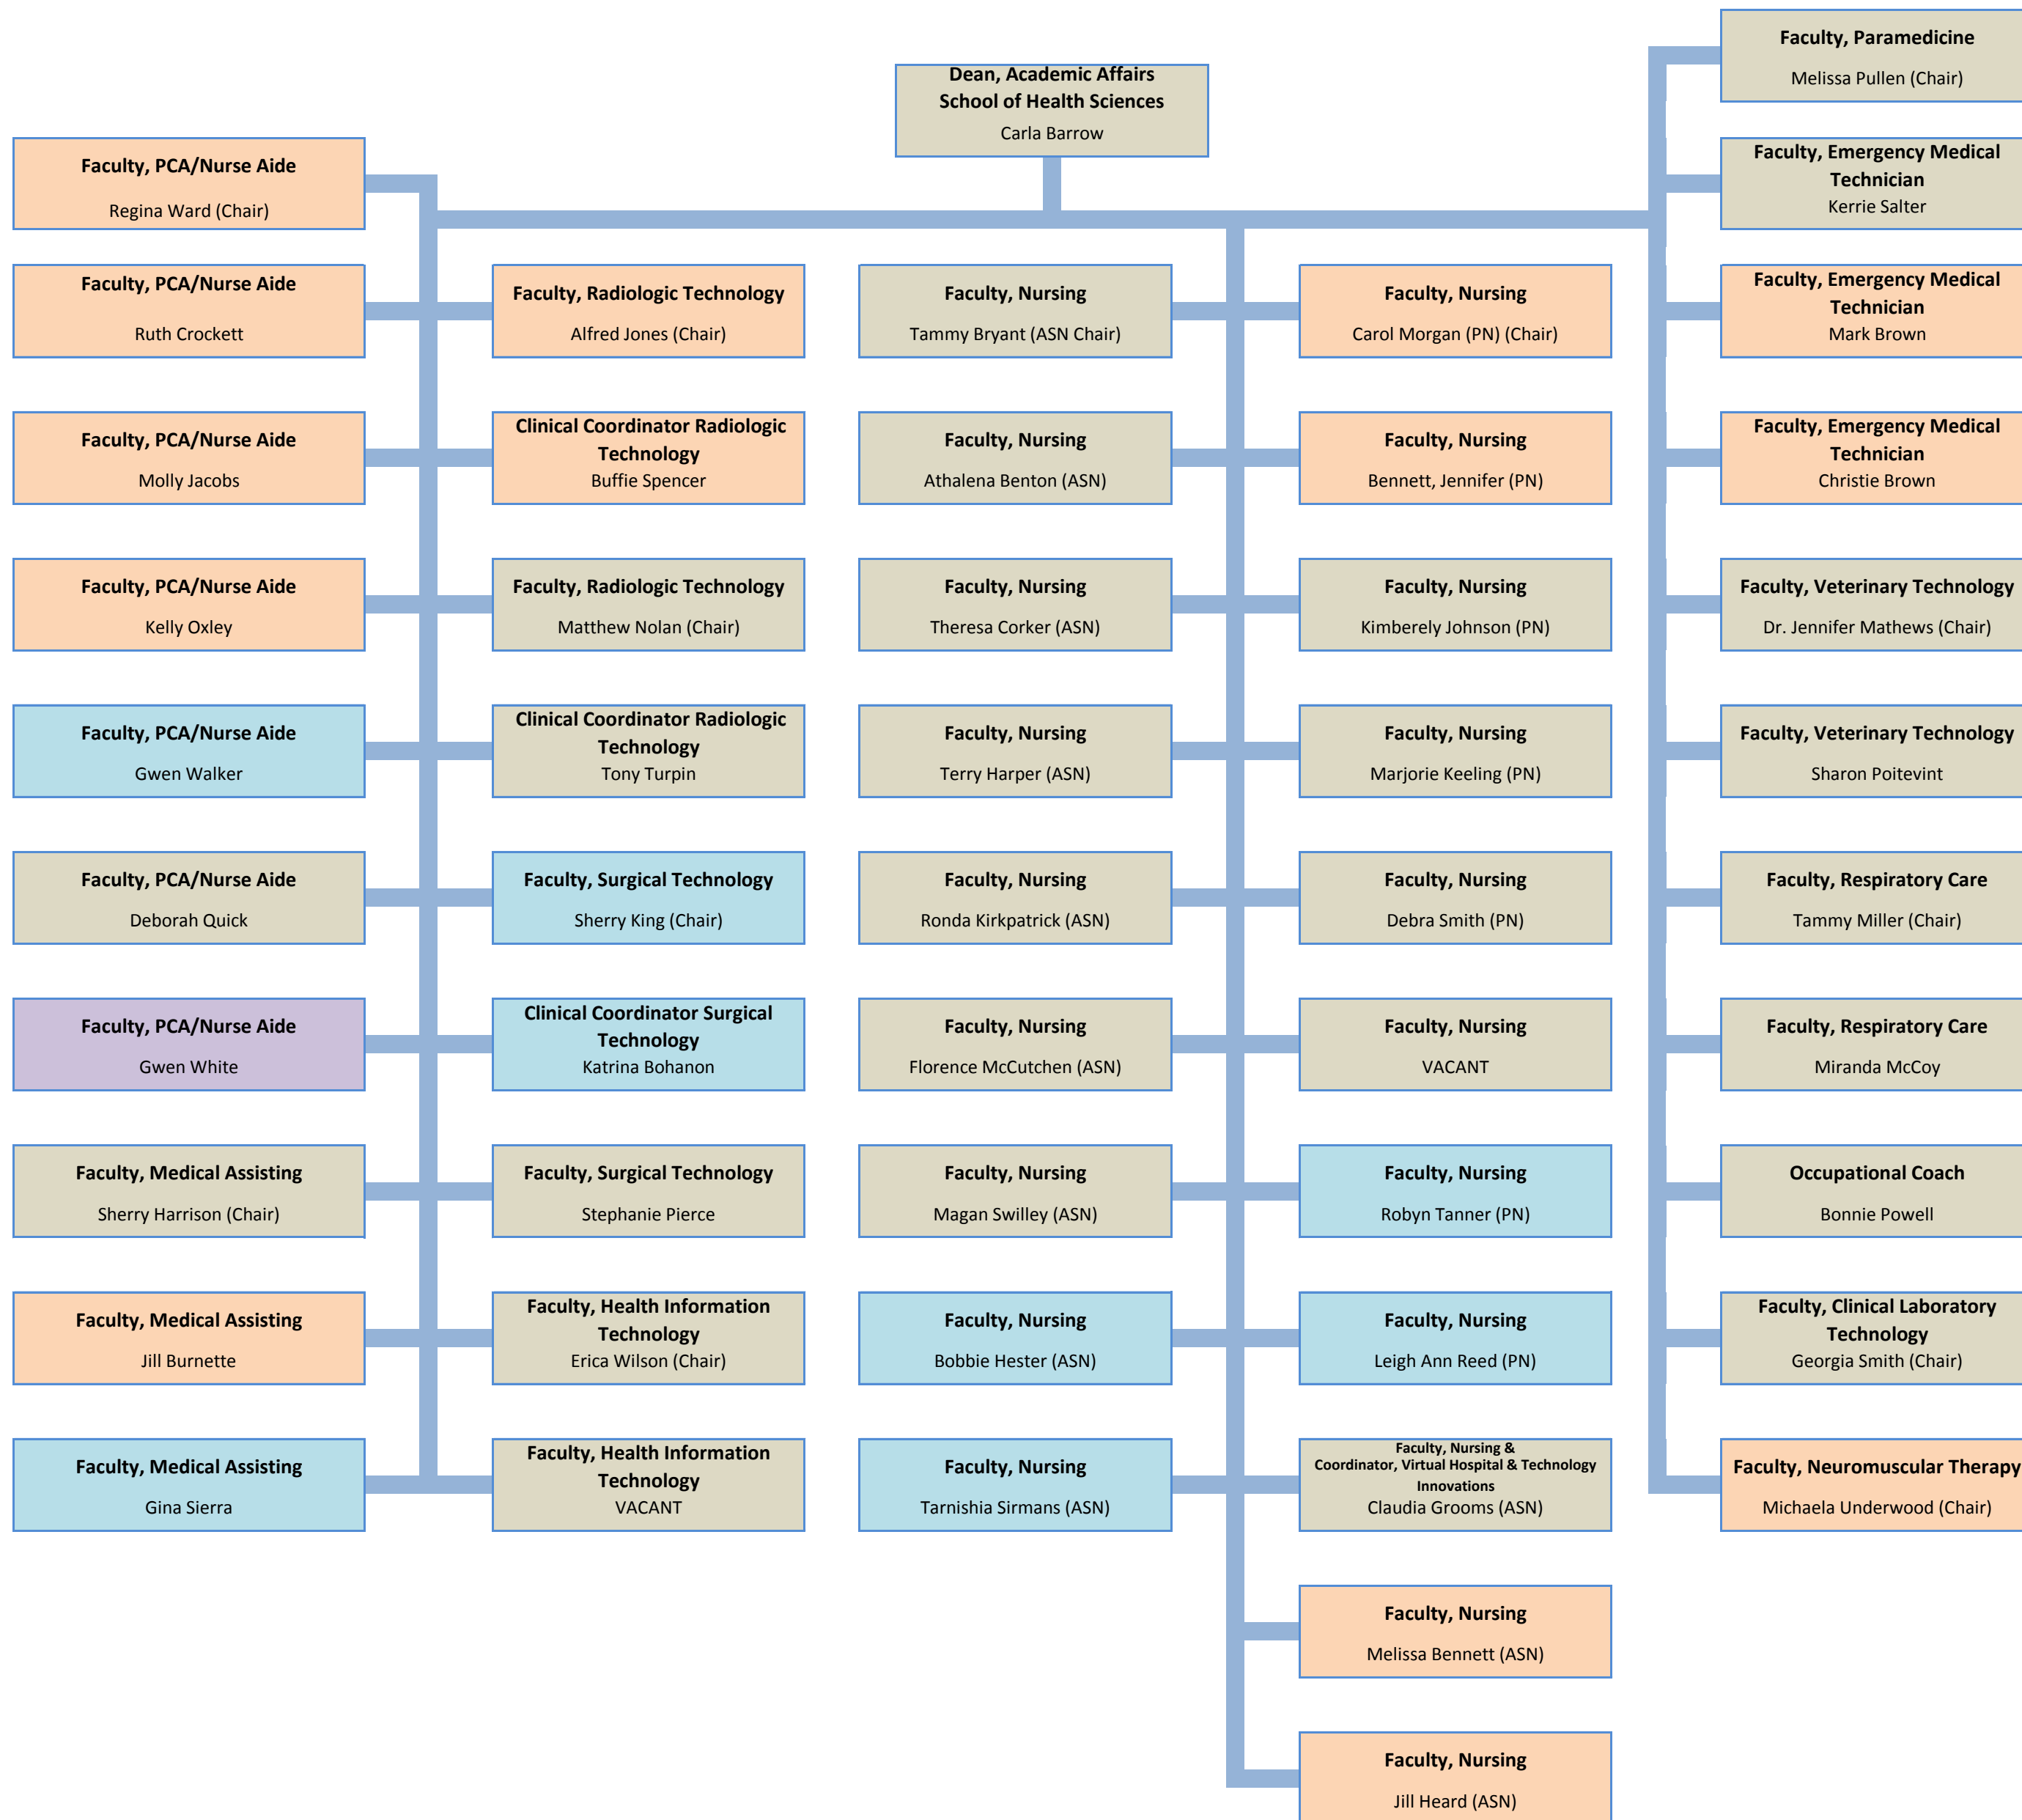 Dean, Academic Affairs
School of Health Sciences
Carla Barrow
Faculty, PCA/Nurse Aide
Regina Ward (Chair)
Faculty, PCA/Nurse Aide
Ruth Crockett
Faculty, PCA/Nurse Aide
Molly Jacobs
Faculty, PCA/Nurse Aide
Kelly Oxley
Faculty, PCA/Nurse Aide
Gwen Walker
Faculty, PCA/Nurse Aide
Deborah Quick
Faculty, PCA/Nurse Aide
Gwen White
Faculty, Medical Assisting
Sherry Harrison (Chair)
Faculty, Medical Assisting
Jill Burnette
Faculty, Medical Assisting
Gina Sierra
Faculty, Radiologic Technology
Alfred Jones (Chair)
Clinical Coordinator Radiologic
Technology
Buffie Spencer
Faculty, Radiologic Technology
Matthew Nolan (Chair)
Clinical Coordinator Radiologic
Technology
Tony Turpin
Faculty, Surgical Technology
Sherry King (Chair)
Clinical Coordinator Surgical
Technology
Katrina Bohanon
Faculty, Surgical Technology
Stephanie Pierce
Faculty, Health Information
Technology
Erica Wilson (Chair)
Faculty, Health Information
Technology
VACANT
Faculty, Nursing
Tammy Bryant (ASN Chair)
Faculty, Nursing
Athalena Benton (ASN)
Faculty, Nursing
Theresa Corker (ASN)
Faculty, Nursing
Terry Harper (ASN)
Faculty, Nursing
Ronda Kirkpatrick (ASN)
Faculty, Nursing
Florence McCutchen (ASN)
Faculty, Nursing
Magan Swilley (ASN)
Faculty, Nursing
Bobbie Hester (ASN)
Faculty, Nursing
Tarnishia Sirmans (ASN)
Faculty, Nursing
Carol Morgan (PN) (Chair)
Faculty, Nursing
Bennett, Jennifer (PN)
Faculty, Nursing
Kimberely Johnson (PN)
Faculty, Nursing
Marjorie Keeling (PN)
Faculty, Nursing
Debra Smith (PN)
Faculty, Nursing
VACANT
Faculty, Nursing
Robyn Tanner (PN)
Faculty, Nursing
Leigh Ann Reed (PN)
Faculty, Nursing &
Coordinator, Virtual Hospital & Technology
Innovations
Claudia Grooms (ASN)
Faculty, Nursing
Melissa Bennett (ASN)
Faculty, Nursing
Jill Heard (ASN)
Faculty, Paramedicine
Melissa Pullen (Chair)
Faculty, Emergency Medical
Technician
Kerrie Salter
Faculty, Emergency Medical
Technician
Mark Brown
Faculty, Emergency Medical
Technician
Christie Brown
Faculty, Veterinary Technology
Dr. Jennifer Mathews (Chair)
Faculty, Veterinary Technology
Sharon Poitevint
Faculty, Respiratory Care
Tammy Miller (Chair)
Faculty, Respiratory Care
Miranda McCoy
Occupational Coach
Bonnie Powell
Faculty, Clinical Laboratory
Technology
Georgia Smith (Chair)
Faculty, Neuromuscular Therapy
Michaela Underwood (Chair)